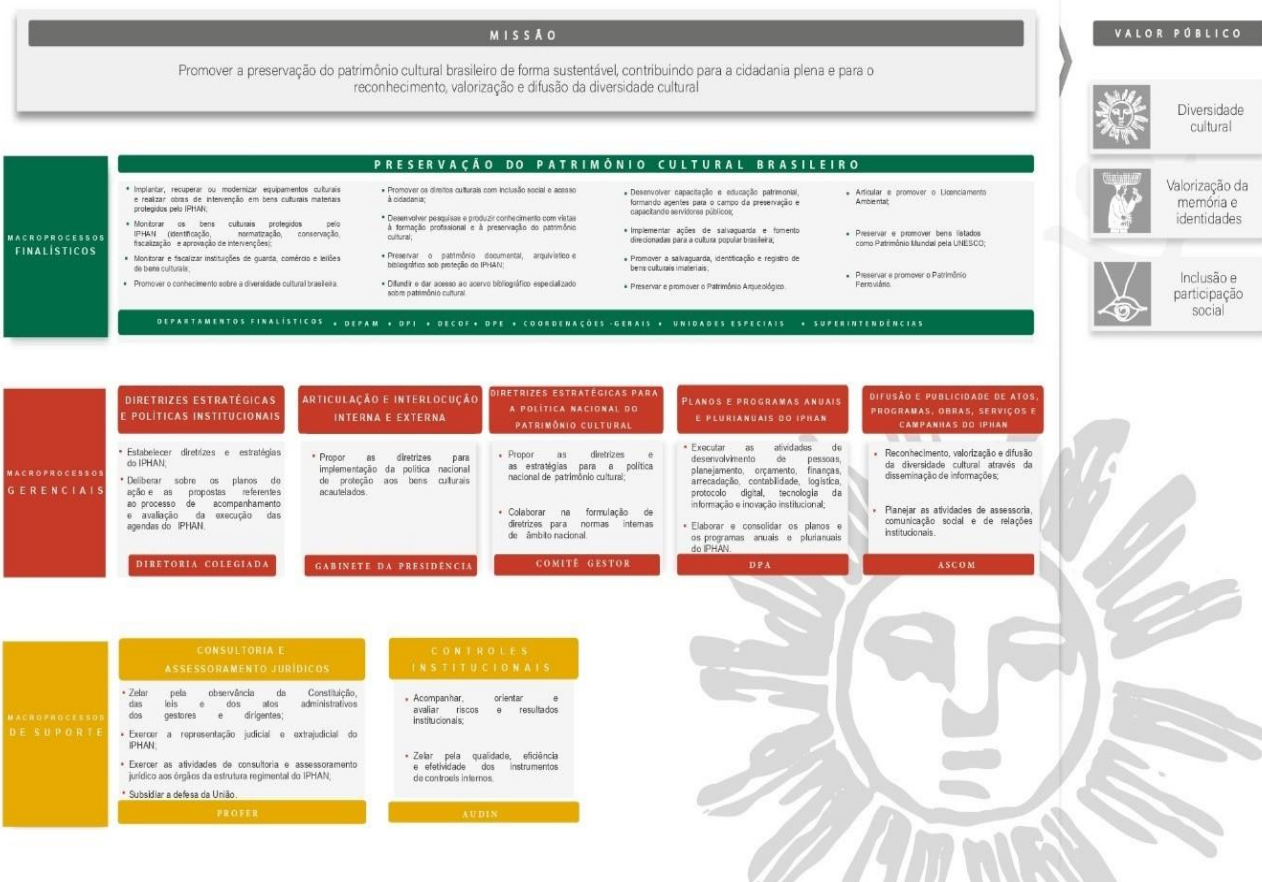 MISSÃO
Promover a preservação do patrimônio cultural brasileiro de forma sustentável, contribuindo para a cidadania plena e para o
reconhecimento, valorização e difusão da diversidade cultural
VALOR PÚBLICO
Diversidade
cultural
Valorização da
memória e
identidades
Inclusão e
participação
social
MACROPROCESSOS
FINALÍSTICOS
PRESERVAÇÃO DO PATRIMÔNIO CULTURAL BRASILEIRO
• Implantar, recuperar ou modernizar equipamentos culturais
e realizar obras de intervenção em bens culturais materiais
protegidos pelo IPHAN;
• Monitorar os bens culturais protegidos pelo
IPHAN (identificação, normatização, conservação,
fiscalização e aprovação de intervenções);
• Monitorar e fiscalizar instituições de guarda, comércio e leilões
de bens culturais;
• Promover o conhecimento sobre a diversidade cultural brasileira.
• Promover os direitos culturais com inclusão social e acesso
à cidadania;
• Desenvolver pesquisas e produzir conhecimento com vistas
à formação profissional e à preservação do patrimônio
cultural;
• Preservar o patrimônio documental, arquivístico e
bibliográfico sob proteção do IPHAN;
• Difundir e dar acesso ao acervo bibliográfico especializado
sobre patrimônio cultural.
• Desenvolver capacitação e educação patrimonial,
formando agentes para o campo da preservação e
capacitando servidores públicos;
• Implementar ações de salvaguarda e fomento
direcionadas para a cultura popular brasileira;
• Promover a salvaguarda, identificação e registro de
bens culturais imateriais;
• Preservar e promover o Patrimônio Arqueológico.
• Articular e promover o Licenciamento
Ambiental;
• Preservar e promover bens listados
como Patrimônio Mundial pela UNESCO;
• Preservar e promover o Patrimônio
Ferroviário.
DEPARTAMENTOS FINALÍSTICOS • DEPAM • DPI • DECOF • DPE • COORDENAÇÕES -GERAIS • UNIDADES ESPECIAIS • SUPERINTENDÊNCIAS
MACROPROCESSOS
GERENCIAIS
DIRETRIZES ESTRATÉGICAS
E POLÍTICAS INSTITUCIONAIS
• Estabelecer diretrizes e estratégias
do IPHAN;
• Deliberar sobre os planos de
ação e as propostas referentes
ao processo de acompanhamento
e avaliação da execução das
agendas do IPHAN.
DIRETORIA COLEGIADA
ARTICULAÇÃO E INTERLOCUÇÃO
INTERNA E EXTERNA
• Propor as diretrizes para
implementação da política nacional
de proteção aos bens culturais
acautelados.
GABINETE DA PRESIDÊNCIA
DIRETRIZES ESTRATÉGICAS PARA
A POLÍTICA NACIONAL DO
PATRIMÔNIO CULTURAL
• Propor as diretrizes e
as estratégias para a política
nacional de patrimônio cultural;
• Colaborar na formulação de
diretrizes para normas internas
de âmbito nacional.
COMITÊ GESTOR
PLANOS E PROGRAMAS ANUAIS
E PLURIANUAIS DO IPHAN
• Executar as atividades de
desenvolvimento de pessoas,
planejamento, orçamento, finanças,
arrecadação, contabilidade, logística,
protocolo digital, tecnologia da
informação e inovação institucional;
• Elaborar e consolidar os planos e
os programas anuais e plurianuais
do IPHAN.
DPA
DIFUSÃO E PUBLICIDADE DE ATOS,
PROGRAMAS, OBRAS, SERVIÇOS E
CAMPANHAS DO IPHAN
• Reconhecimento, valorização e difusão
da diversidade cultural através da
disseminação de informações;
• Planejar as atividades de assessoria,
comunicação social e de relações
institucionais.
ASCOM
MACROPROCESSOS
DE SUPORTE
CONSULTORIA E
ASSESSORAMENTO JURÍDICOS
• Zelar pela observância da Constituição,
das leis e dos atos administrativos
dos gestores e dirigentes;
• Exercer a representação judicial e extrajudicial do
IPHAN;
• Exercer as atividades de consultoria e assessoramento
jurídico aos órgãos da estrutura regimental do IPHAN;
• Subsidiar a defesa da União.
PROFER
CONTROLES
INSTITUCIONAIS
• Acompanhar, orientar e
avaliar riscos e resultados
institucionais;
• Zelar pela qualidade, eficiência
e efetividade dos instrumentos
de controels internos.
AUDIN